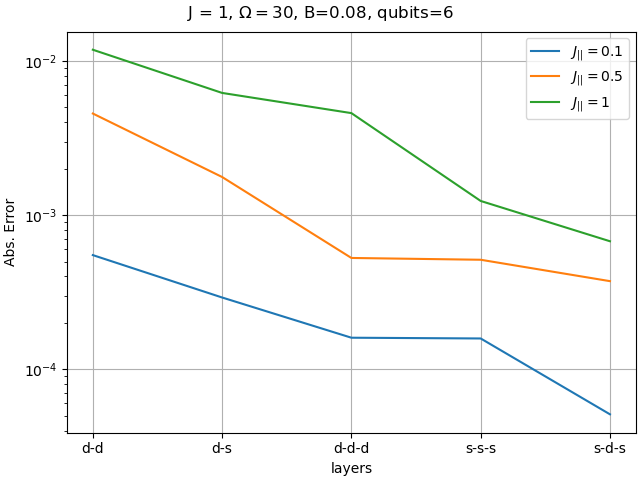 J = 1, Ω = 30, B=0.08, qubits=6
J_{||} = 0.1
J_{||} = 0.5
J_{||} = 1
Abs. Error
10^{-2}
10^{-3}
10^{-4}
d-d d-s d-d-d s-s-s s-d-s
layers